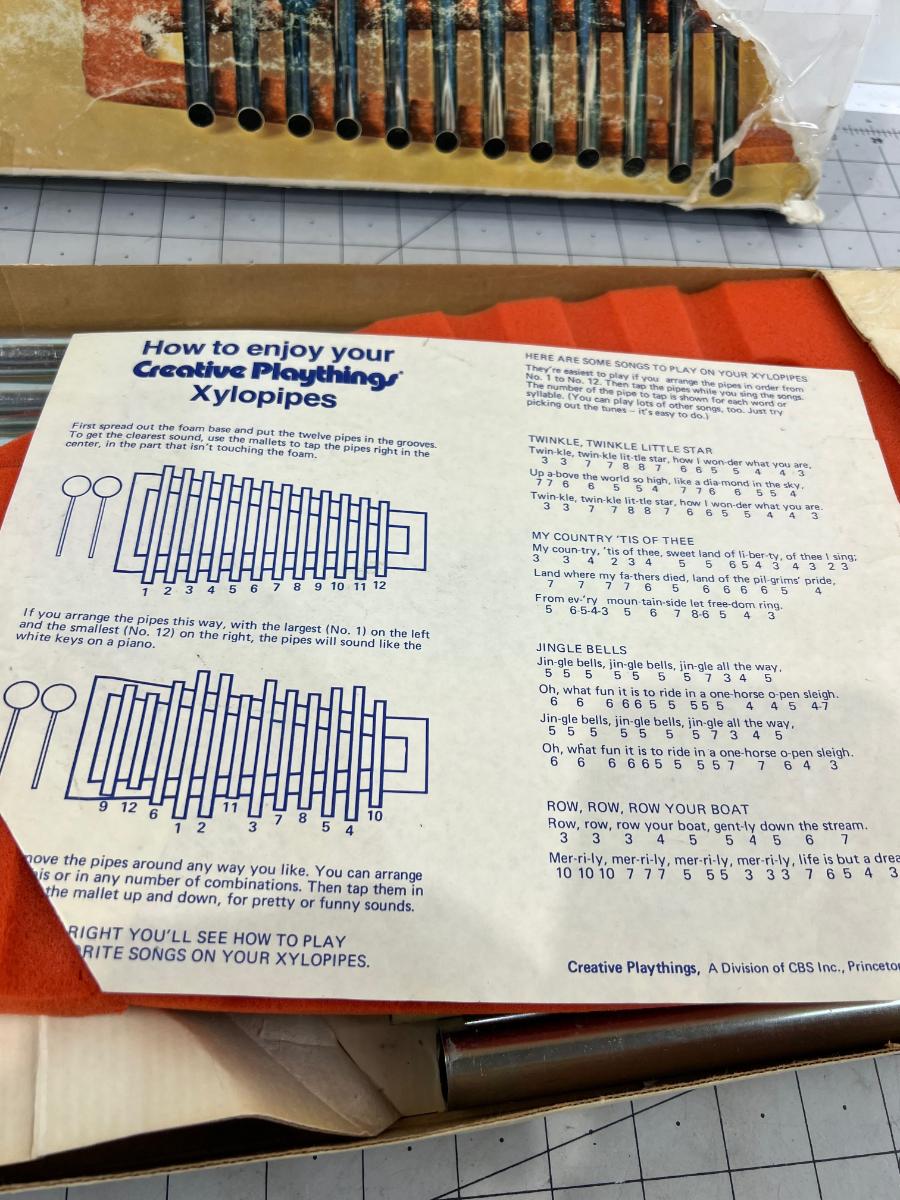 How to enjoy your
Creative Playthings
Xylopipes
First spread out the foam base and put the twelve pipes in the grooves.
To get the clearest sound, use the mallets to tap the pipes right in the
center, in the part that isn't touching the foam.
1 2 3 4 5 6 7 8 9 10 11 12
If you arrange the pipes this way, with the largest (No. 1) on the left
and the smallest (No. 12) on the right, the pipes will sound like the
white keys on a piano.
9 12 6 1 2 11 3 7 8 5 4 10
move the pipes around any way you like. You can arrange
or in any number of combinations. Then tap them in
the mallet up and down, for pretty or funny sounds.
RIGHT YOU'LL SEE HOW TO PLAY
SONGS ON YOUR XYLOPIPES.
HERE ARE SOME SONGS TO PLAY ON YOUR XYLOPIPES
They're easiest to play if you arrange the pipes in order from
No. 1 to No. 12. Then tap the pipes while you sing the songs.
The number of the pipe to tap is shown for each word or
syllable. (You can play lots of other songs, too. Just try
picking out the tunes – it's easy to do.)
TWINKLE, TWINKLE LITTLE STAR
Twin-kle, twin-kle lit-tle star, how I won-der what you are,
3 3 7 7 8 8 7 6 6 5 5 4 4 3
Up a-bove the world so high, like a dia-mond in the sky,
7 7 6 6 5 5 4 7 7 6 6 5 5 4
Twin-kle, twin-kle lit-tle star, how I won-der what you are.
3 3 7 7 8 8 7 6 6 5 5 4 4 3
MY COUNTRY 'TIS OF THEE
My coun-try, 'tis of thee, sweet land of li-ber-ty, of thee I sing;
3 3 4 2 3 4 5 5 6 5 4 3 4 3 2 3
Land where my fa-thers died, land of the pil-grims' pride,
7 7 7 7 6 5 6 6 6 6 5 4
From ev-'ry moun-tain-side let free-dom ring.
5 6-5-4-3 5 6 7 8-6 5 4 3
JINGLE BELLS
Jin-gle bells, jin-gle bells, jin-gle all the way,
5 5 5 5 5 5 5 7 3 4 5
Oh, what fun it is to ride in a one-horse o-pen sleigh.
6 6 6 6 6 5 5 5 5 5 4 4 5 4-7
Jin-gle bells, jin-gle bells, jin-gle all the way,
5 5 5 5 5 5 5 7 3 4 5
Oh, what fun it is to ride in a one-horse o-pen sleigh.
6 6 6 6 6 5 5 5 5 7 7 6 4 3
ROW, ROW, ROW YOUR BOAT
Row, row, row your boat, gent-ly down the stream.
3 3 3 4 5 5 4 5 6 7
Mer-ri-ly, mer-ri-ly, mer-ri-ly, mer-ri-ly, life is but a drea
10 10 10 7 7 7 5 5 5 3 3 3 7 6 5 4 3
Creative Playthings, A Division of CBS Inc., Princeto